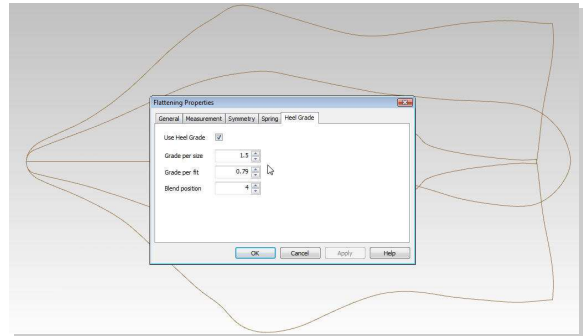 Flattening Properties
General Measurement Symmetry Spring Heel Grade
Use Heel Grade
Grade per size 1.5
Grade per fit 0.79
Blend position 4
OK Cancel Apply Help